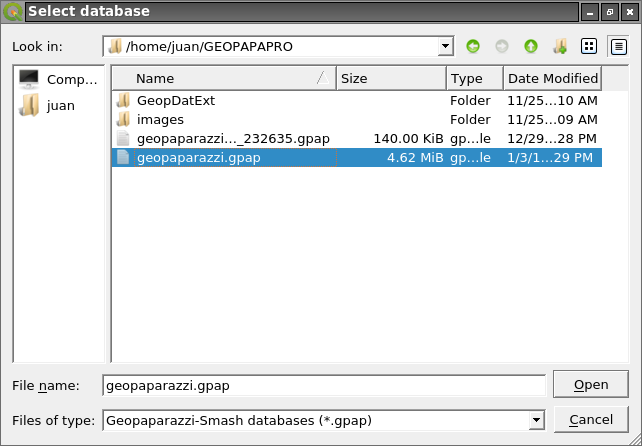 Select database
Look in: /home/juan/GEOPAPAPRO
Comp...
juan
Name Size Type Date Modified
GeopDatExt Folder 11/25...10 AM
images Folder 11/25...09 AM
geopaparazzi..._232635.gpap 140.00 KiB gp...le 12/29...28 PM
geopaparazzi.gpap 4.62 MiB gp...le 1/3/1...29 PM
File name: geopaparazzi.gpap Open
Files of type: Geopaparazzi-Smash databases (*.gpap) Cancel